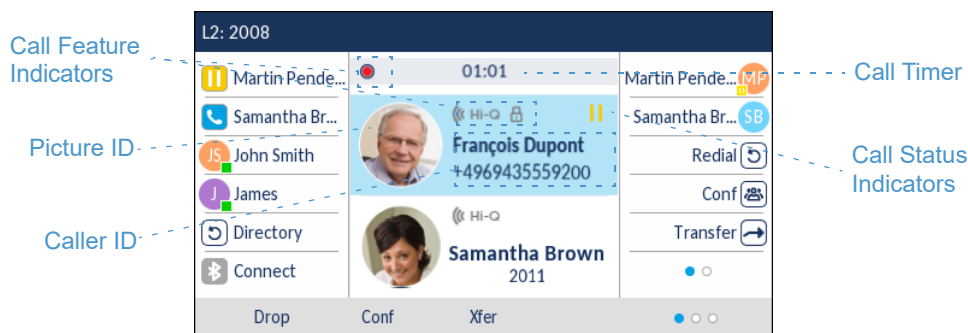 L2: 2008
Call Feature
Indicators
Picture ID
Caller ID
Martin Pende...
Samantha Br...
JS John Smith
J James
Directory
Connect
01:01
Hi-Q
François Dupont
+4969435559200
Hi-Q
Samantha Brown
2011
Martin Pende... MP
Samantha Br... SB
Redial
Conf
Transfer
Call Timer
Call Status
Indicators
Drop Conf Xfer